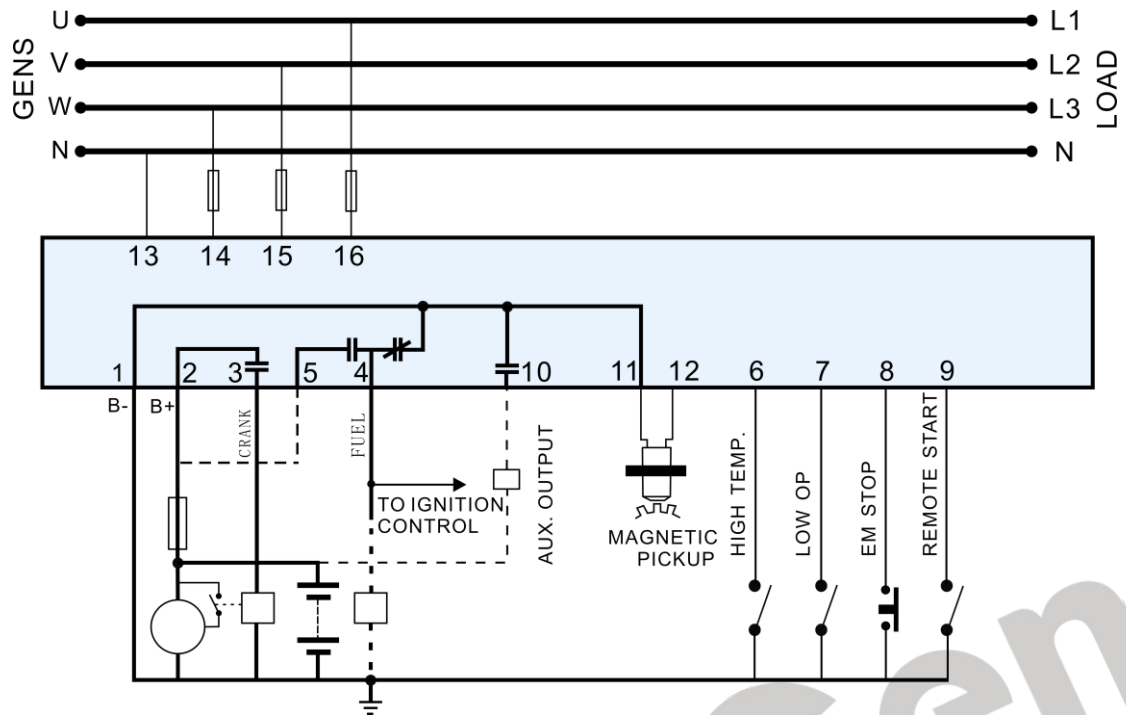 GENS
U
V
W
N
L1
L2
L3
N
LOAD
13 14 15 16
1 2 3 5 4 10 11 12 6 7 8 9
B-
B+
CRANK
FUEL
TO IGNITION
CONTROL
AUX. OUTPUT
MAGNETIC
PICKUP
HIGH TEMP.
LOW OP
EM STOP
REMOTE START